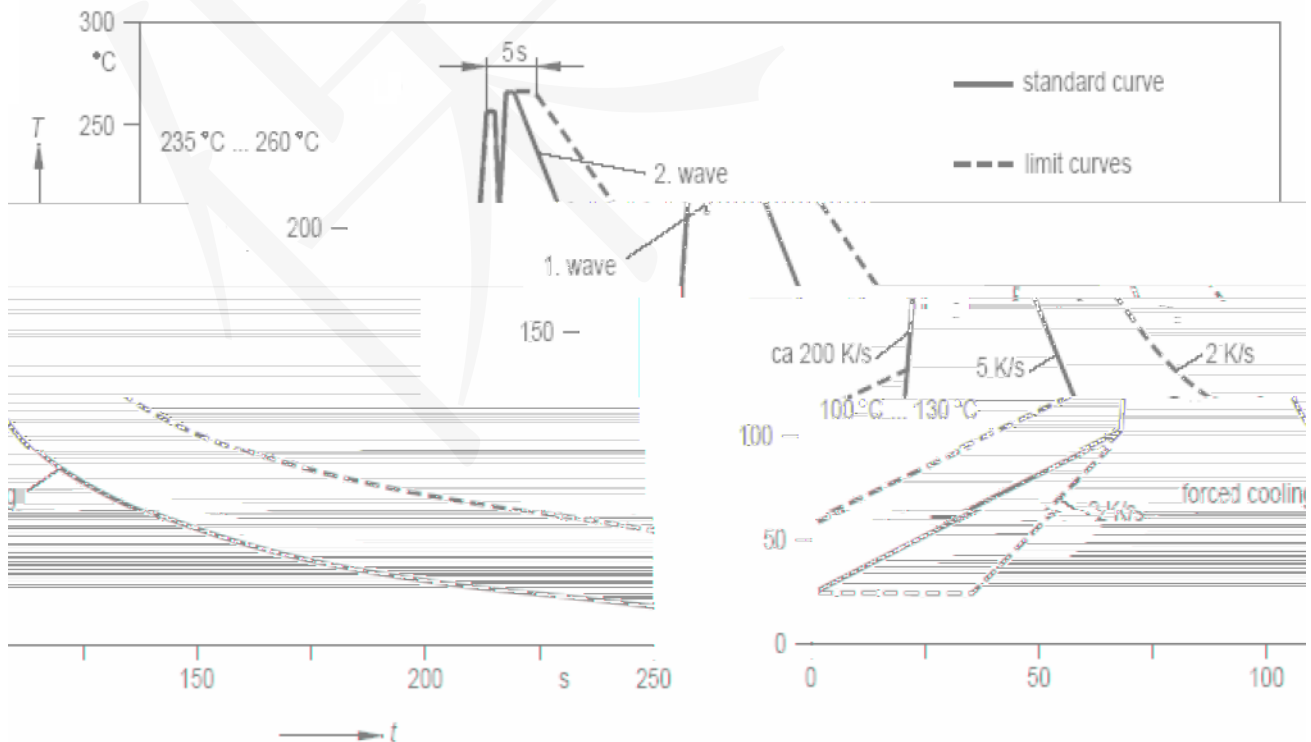 300
°C
5 s
standard curve
T
250
235 °C ... 260 °C
limit curves
2. wave
200
1. wave
150
ca 200 K/s
5 K/s
2 K/s
100 °C ... 130 °C
100
forced cooling
2 K/s
50
0
150
200
s
250
0
50
100
t